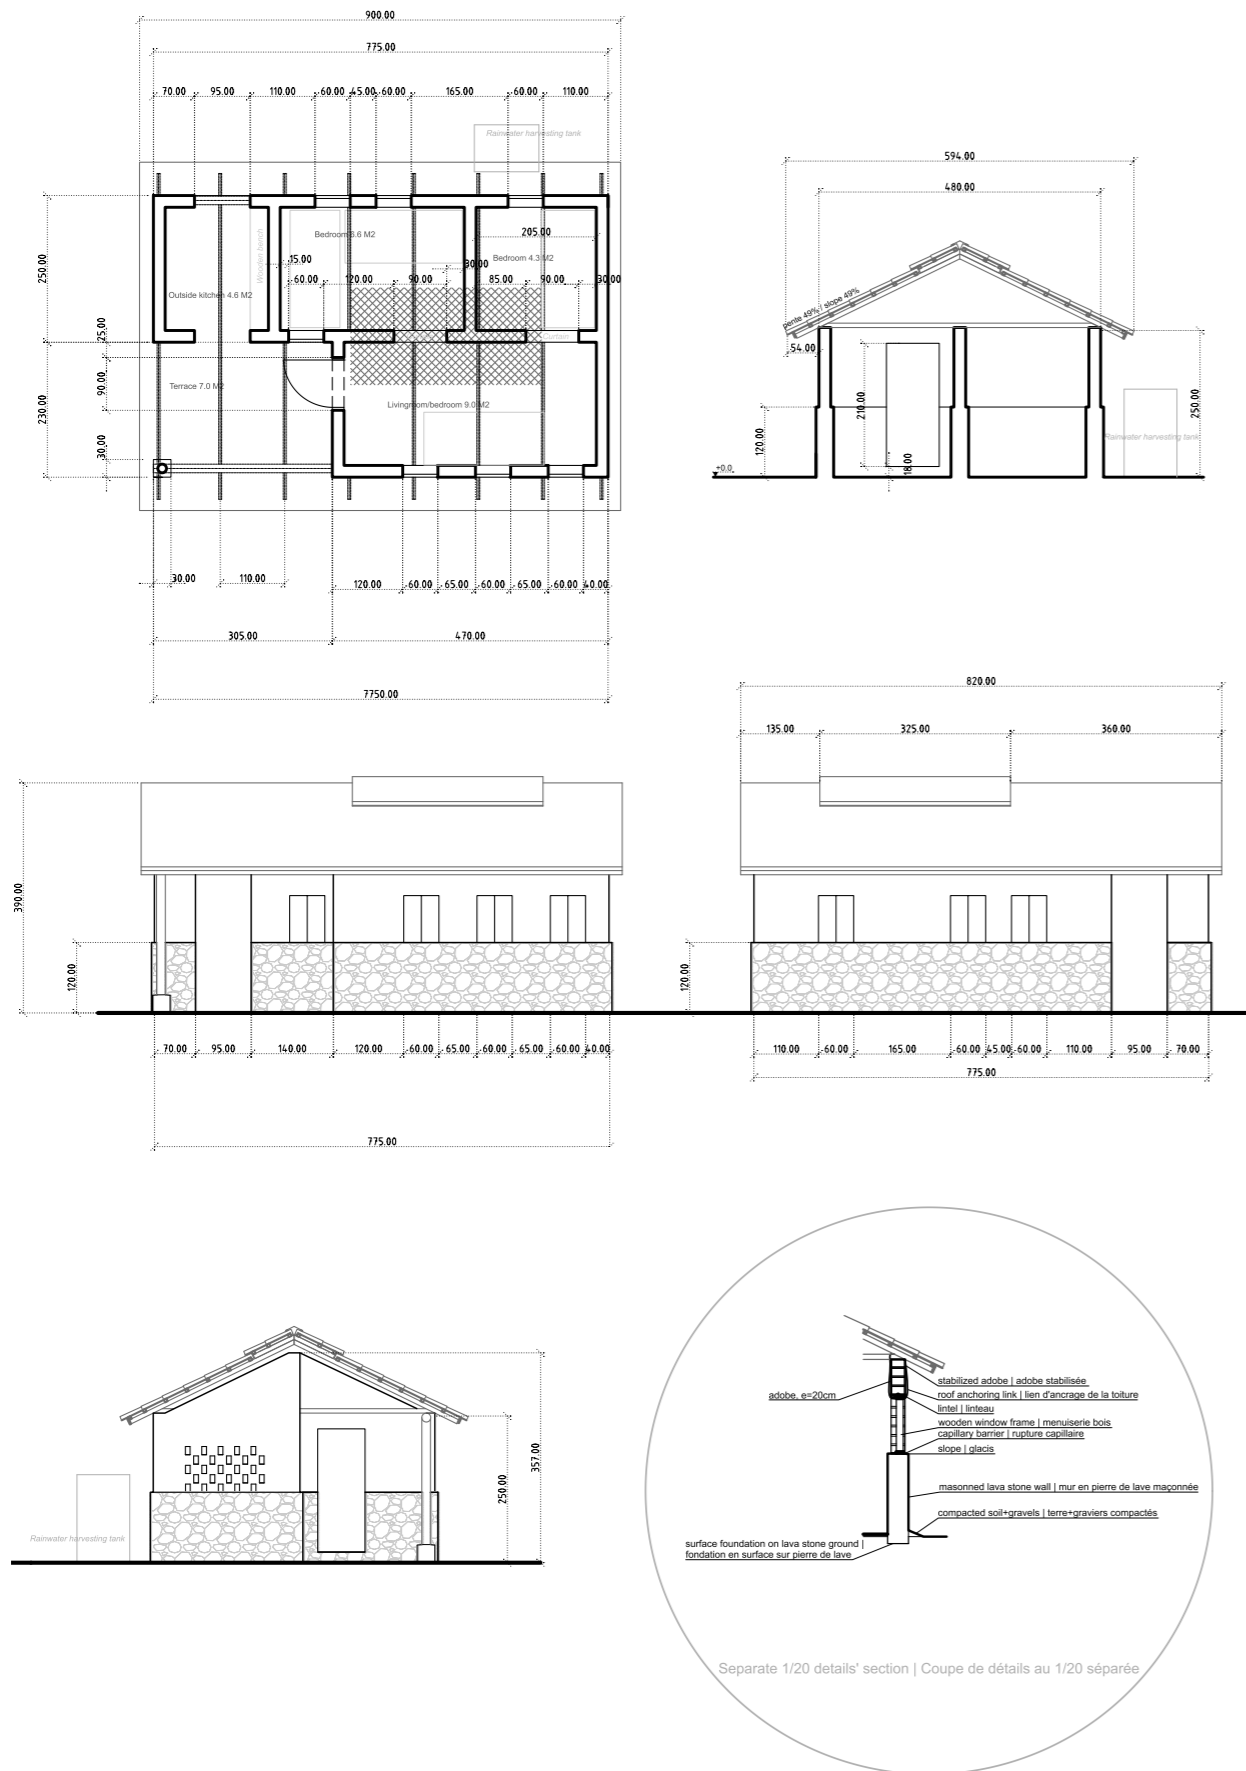 900.00
775.00
70.00 95.00 110.00 60.00 45.00 60.00 165.00 60.00 110.00
Rainwater harvesting tank
250.00
25.00
90.00
230.00
30.00
Wooden bench
Bedroom 6.6 M2
205.00
Bedroom 4.3 M2
15.00
30.00
60.00 120.00 90.00 85.00 90.00 30.00
Outside kitchen 4.6 M2
Curtain
Terrace 7.0 M2
Livingroom/bedroom 9.0 M2
30.00 110.00
120.00 60.00 65.00 60.00 65.00 60.00 40.00
305.00 470.00
7750.00
594.00
480.00
pente 49% | slope 49%
54.00
210.00
250.00
120.00
Rainwater harvesting tank
+0.0
18.00
390.00
120.00
70.00 95.00 140.00 120.00 60.00 65.00 60.00 65.00 60.00 40.00
775.00
820.00
135.00 325.00 360.00
120.00
110.00 60.00 165.00 60.00 45.00 60.00 110.00 95.00 70.00
775.00
357.00
250.00
Rainwater harvesting tank
adobe, e=20cm
stabilized adobe | adobe stabilisée
roof anchoring link | lien d'ancrage de la toiture
lintel | linteau
wooden window frame | menuiserie bois
capillary barrier | rupture capillaire
slope | glacis
masonned lava stone wall | mur en pierre de lave maçonnée
compacted soil+gravels | terre+graviers compactés
surface foundation on lava stone ground |
fondation en surface sur pierre de lave
Separate 1/20 details' section | Coupe de détails au 1/20 séparée